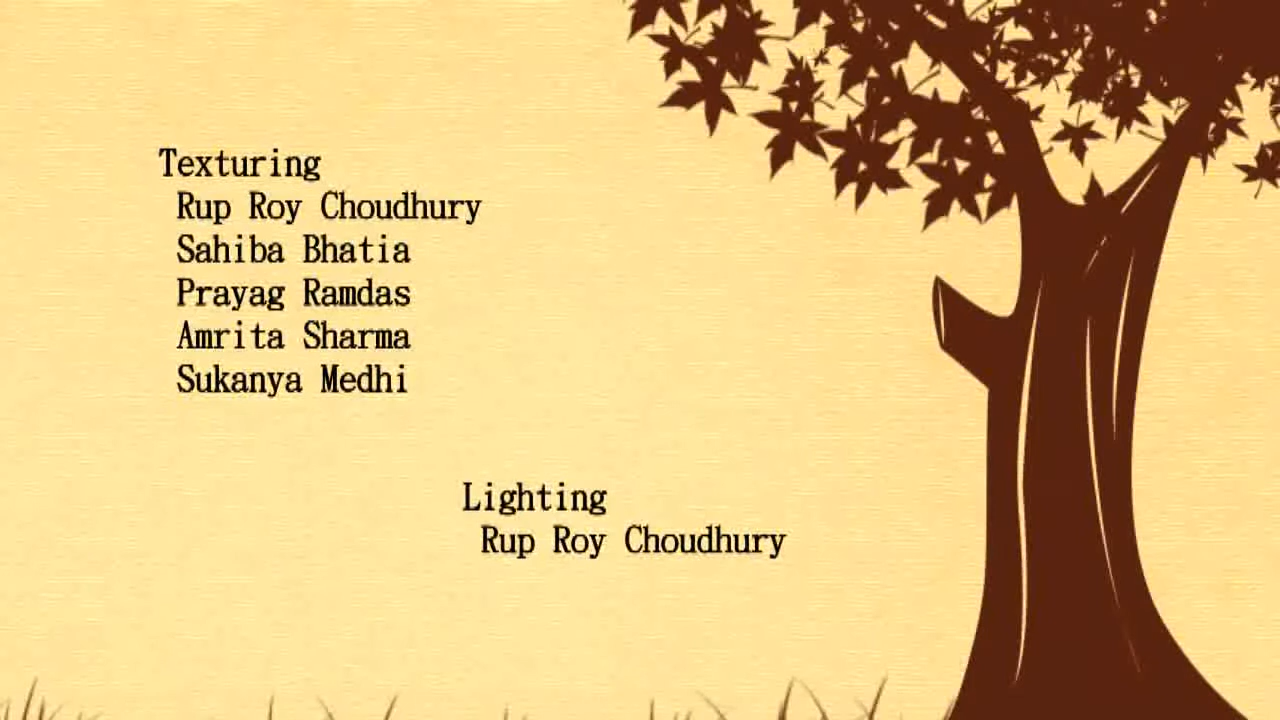 Texturing
Rup Roy Choudhury
Sahiba Bhatia
Prayag Ramdas
Amrita Sharma
Sukanya Medhi
Lighting
Rup Roy Choudhury